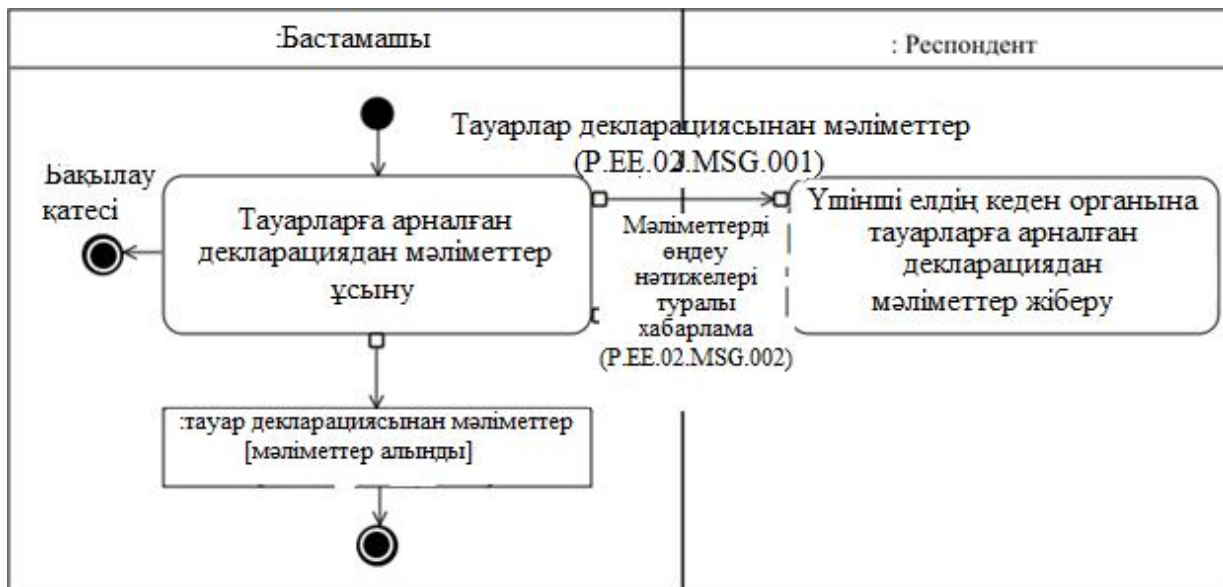 :Бастамашы
: Респондент
Тауарлар декларациясынан мәліметтер
(P.EE.02.MSG.001)
Бақылау
қатесі
Тауарларға арналған
декларациядан мәліметтер
ұсыну
Мәліметтерді
өңдеу
нәтижелері
туралы
хабарлама
(P.EE.02.MSG.002)
Үшінші елдің кеден органына
тауарларға арналған
декларациядан
мәліметтер жіберу
:тауар декларациясынан мәліметтер
[мәліметтер алынды]